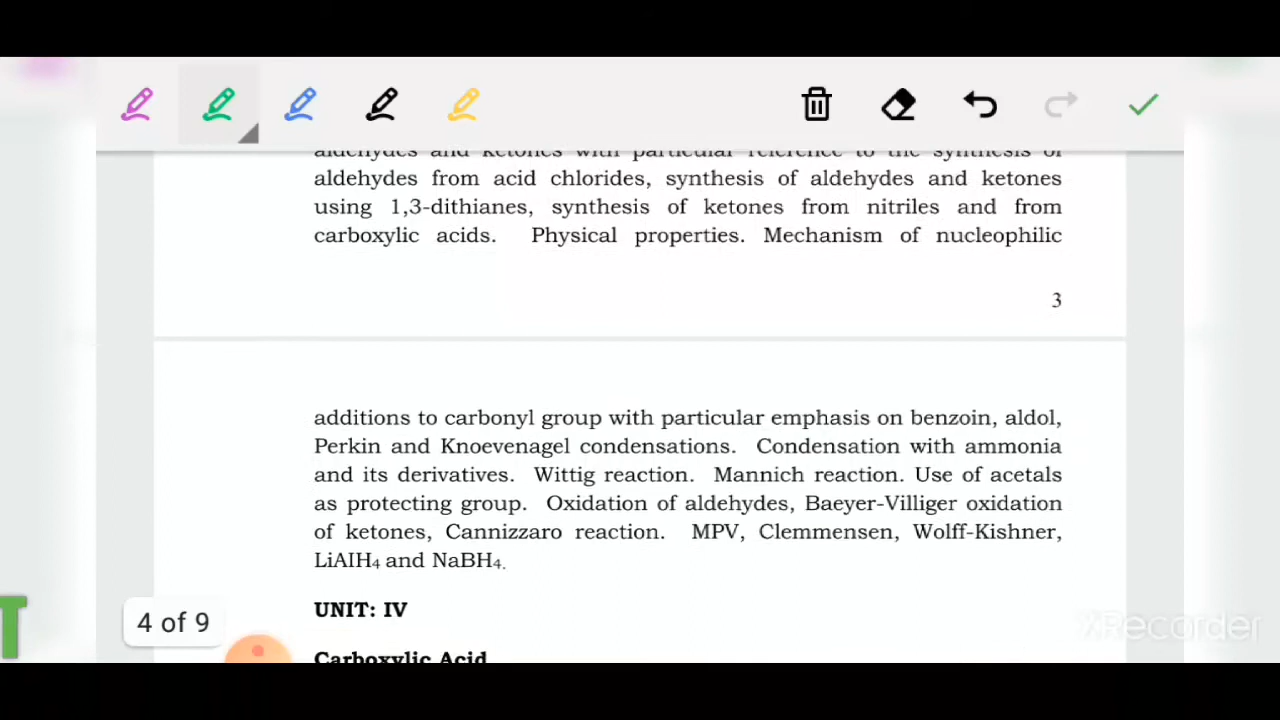 aldehydes and ketones with particular reference to the synthesis of
aldehydes from acid chlorides, synthesis of aldehydes and ketones
using 1,3-dithianes, synthesis of ketones from nitriles and from
carboxylic acids. Physical properties. Mechanism of nucleophilic
3
additions to carbonyl group with particular emphasis on benzoin, aldol,
Perkin and Knoevenagel condensations. Condensation with ammonia
and its derivatives. Wittig reaction. Mannich reaction. Use of acetals
as protecting group. Oxidation of aldehydes, Baeyer-Villiger oxidation
of ketones, Cannizzaro reaction. MPV, Clemmensen, Wolff-Kishner,
LiAIH₄ and NaBH₄.
UNIT: IV
T
4 of 9
XRecorder
Carboxylic Acid